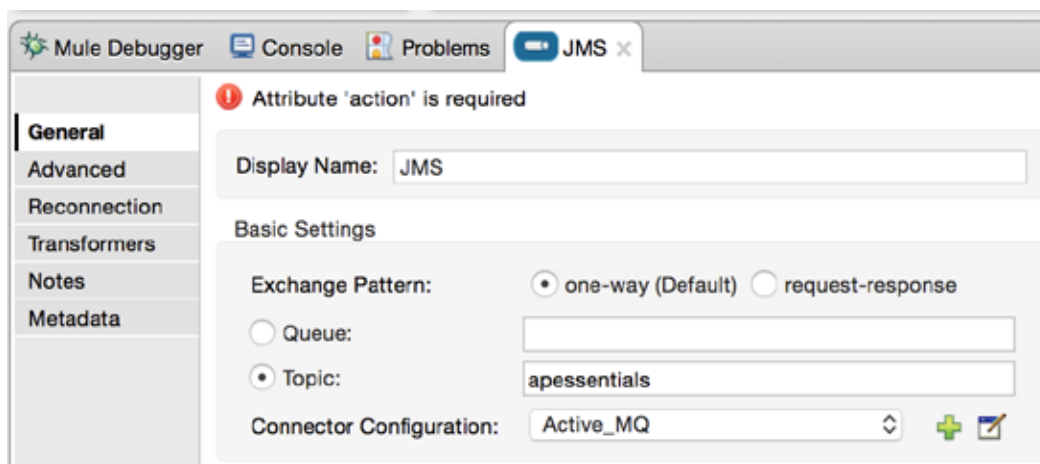 Mule Debugger Console Problems JMS
Attribute 'action' is required
General
Advanced
Reconnection
Transformers
Notes
Metadata
Display Name: JMS
Basic Settings
Exchange Pattern: one-way (Default) request-response
Queue:
Topic: apessentials
Connector Configuration: Active_MQ